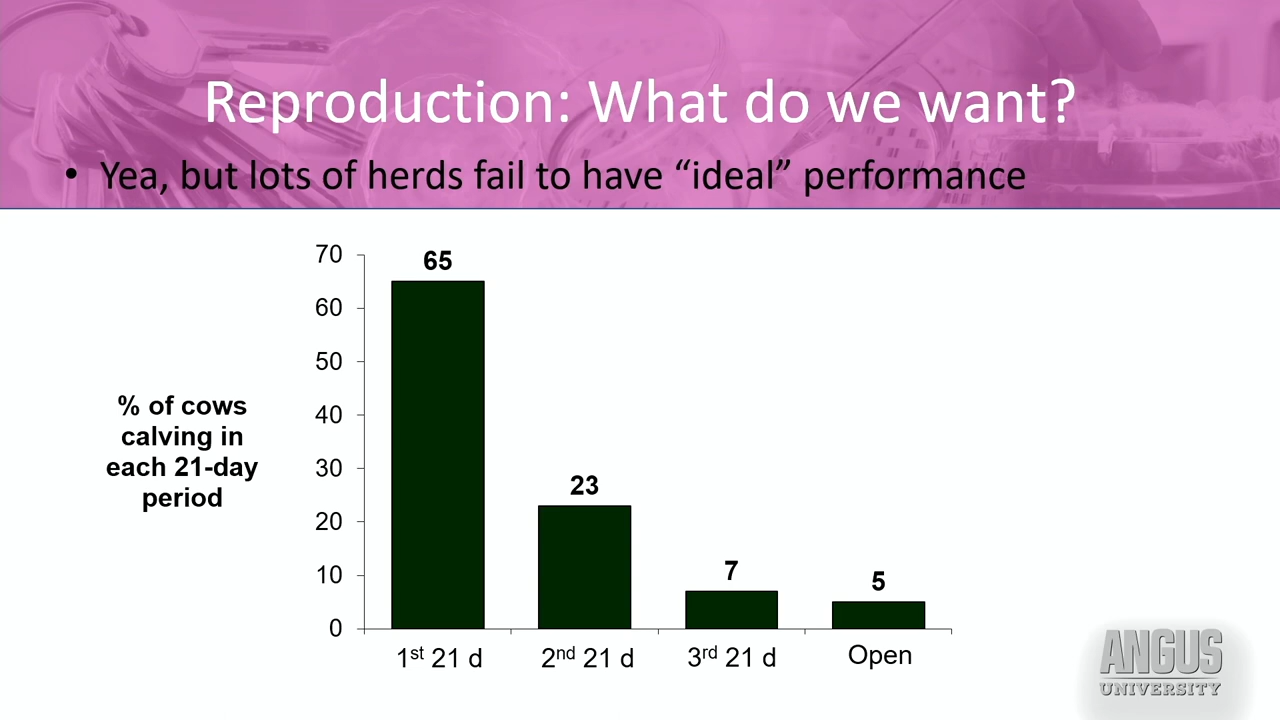 Reproduction: What do we want?
• Yea, but lots of herds fail to have “ideal” performance
% of cows
calving in
each 21-day
period
70
60
50
40
30
20
10
0
65
23
7
5
1st 21 d
2nd 21 d
3rd 21 d
Open
ANGUS
UNIVERSITY